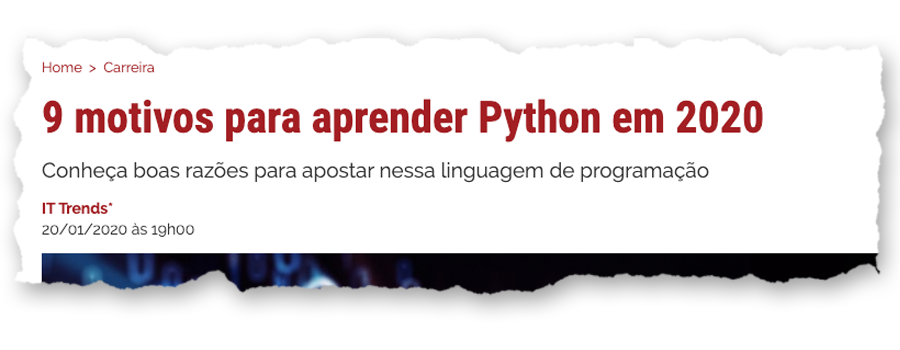 Home > Carreira
9 motivos para aprender Python em 2020
Conheça boas razões para apostar nessa linguagem de programação
IT Trends*
20/01/2020 às 19h00